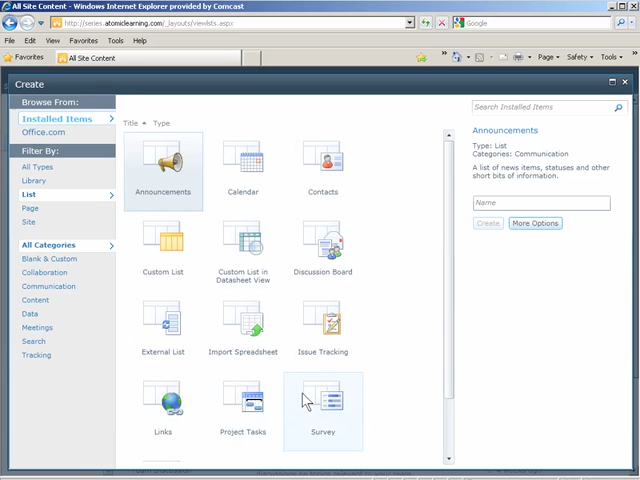 All Site Content - Windows Internet Explorer provided by Comcast
http://series.atomiclearning.com/_layouts/viewlsts.aspx
Google
File Edit View Favorites Tools Help
Favorites
All Site Content
Page
Safety
Tools
Create
Browse From:
Installed Items
Office.com
Filter By:
All Types
Library
List
Page
Site
All Categories
Blank & Custom
Collaboration
Communication
Content
Data
Meetings
Search
Tracking
Title Type
Announcements
Calendar
Contacts
Custom List
Custom List in
Datasheet View
Discussion Board
External List
Import Spreadsheet
Issue Tracking
Links
Project Tasks
Survey
Search Installed Items
Announcements
Type: List
Categories: Communication
A list of news items, statuses and other
short bits of information.
Name
Create
More Options